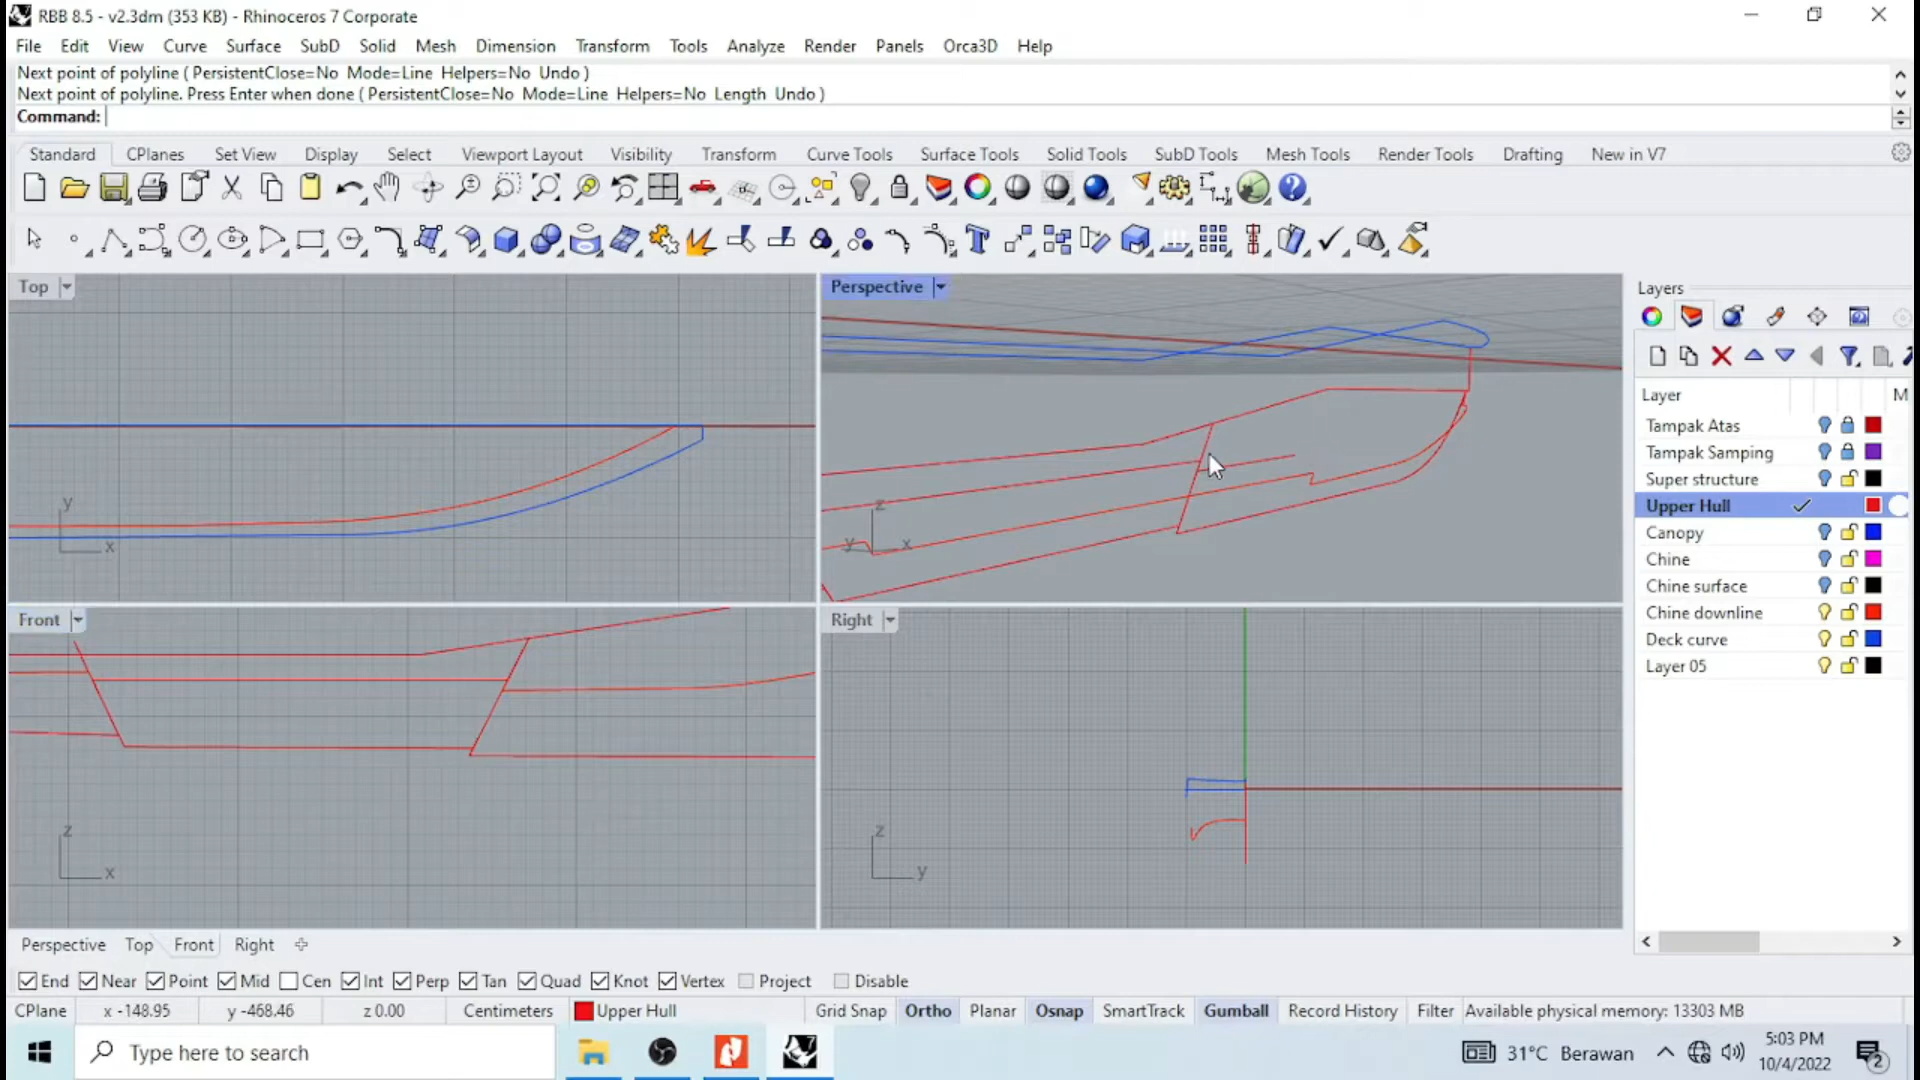 RBB 8.5 - v2.3dm (353 KB) - Rhinoceros 7 Corporate
File Edit View Curve Surface SubD Solid Mesh Dimension Transform Tools Analyze Render Panels Orca3D Help
Next point of polyline ( PersistentClose=No Mode=Line Helpers=No Undo )
Next point of polyline. Press Enter when done ( PersistentClose=No Mode=Line Helpers=No Length Undo )
Command:
Standard CPlanes Set View Display Select Viewport Layout Visibility Transform Curve Tools Surface Tools Solid Tools SubD Tools Mesh Tools Render Tools Drafting New in V7
Top
y
x
Perspective
z
y x
Front
z
x
Right
z
y
Layers
Layer M
Tampak Atas
Tampak Samping
Super structure
Upper Hull
Canopy
Chine
Chine surface
Chine downline
Deck curve
Layer 05
Perspective Top Front Right
End Near Point Mid Cen Int Perp Tan Quad Knot Vertex Project Disable
CPlane x -148.95 y -468.46 z 0.00 Centimeters Upper Hull Grid Snap Ortho Planar Osnap SmartTrack Gumball Record History Filter Available physical memory: 13303 MB
Type here to search
31°C Berawan
5:03 PM
10/4/2022
2